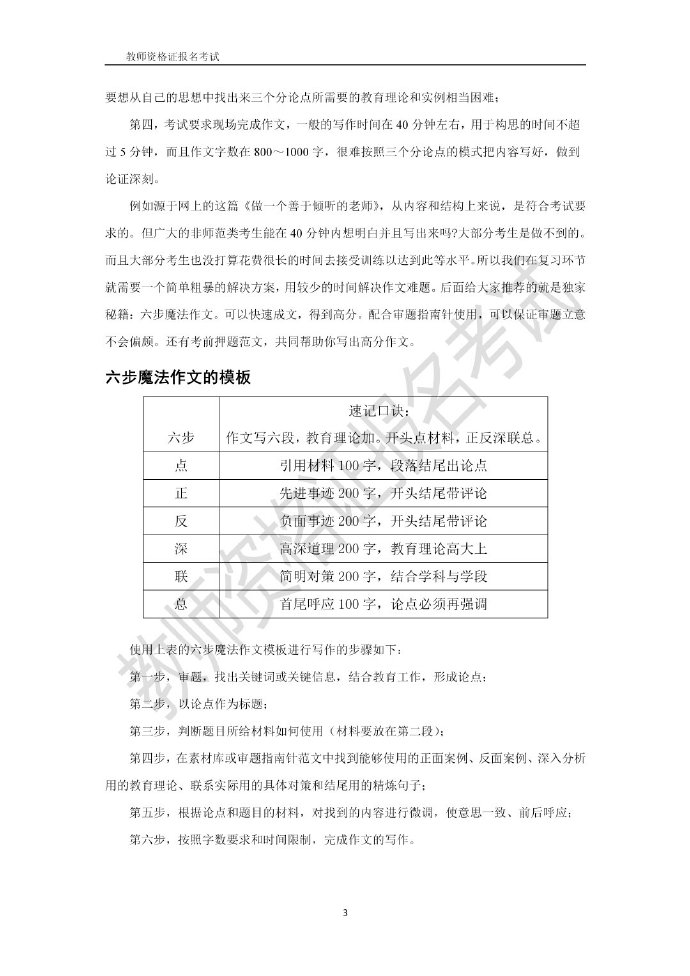 教师资格证报名考试
要想从自己的思想中找出来三个分论点所需要的教育理论和实例相当困难；
第四，考试要求现场完成作文，一般的写作时间在 40 分钟左右，用于构思的时间不超
过 5 分钟，而且作文字数在 800～1000 字，很难按照三个分论点的模式把内容写好，做到
论证深刻。
例如源于网上的这篇《做一个善于倾听的老师》，从内容和结构上来说，是符合考试要
求的。但广大的非师范类考生能在 40 分钟内想明白并且写出来吗?大部分考生是做不到的。
而且大部分考生也没打算花费很长的时间去接受训练以达到此等水平。所以我们在复习环节
就需要一个简单粗暴的解决方案，用较少的时间解决作文难题。后面给大家推荐的就是独家
秘籍：六步魔法作文。可以快速成文，得到高分。配合审题指南针使用，可以保证审题立意
不会偏颇。还有考前押题范文，共同帮助你写出高分作文。
六步魔法作文的模板
速记口诀：
六步 作文写六段，教育理论加。开头点材料，正反深联总。
点 引用材料 100 字，段落结尾出论点
正 先进事迹 200 字，开头结尾带评论
反 负面事迹 200 字，开头结尾带评论
深 高深道理 200 字，教育理论高大上
联 简明对策 200 字，结合学科与学段
总 首尾呼应 100 字，论点必须再强调
使用上表的六步魔法作文模板进行写作的步骤如下：
第一步，审题，找出关键词或关键信息，结合教育工作，形成论点；
第二步，以论点作为标题；
第三步，判断题目所给材料如何使用（材料要放在第二段）；
第四步，在素材库或审题指南针范文中找到能够使用的正面案例、反面案例、深入分析
用的教育理论、联系实际用的具体对策和结尾用的精炼句子；
第五步，根据论点和题目的材料，对找到的内容进行微调，使意思一致、前后呼应；
第六步，按照字数要求和时间限制，完成作文的写作。
教师资格证报名考试
3